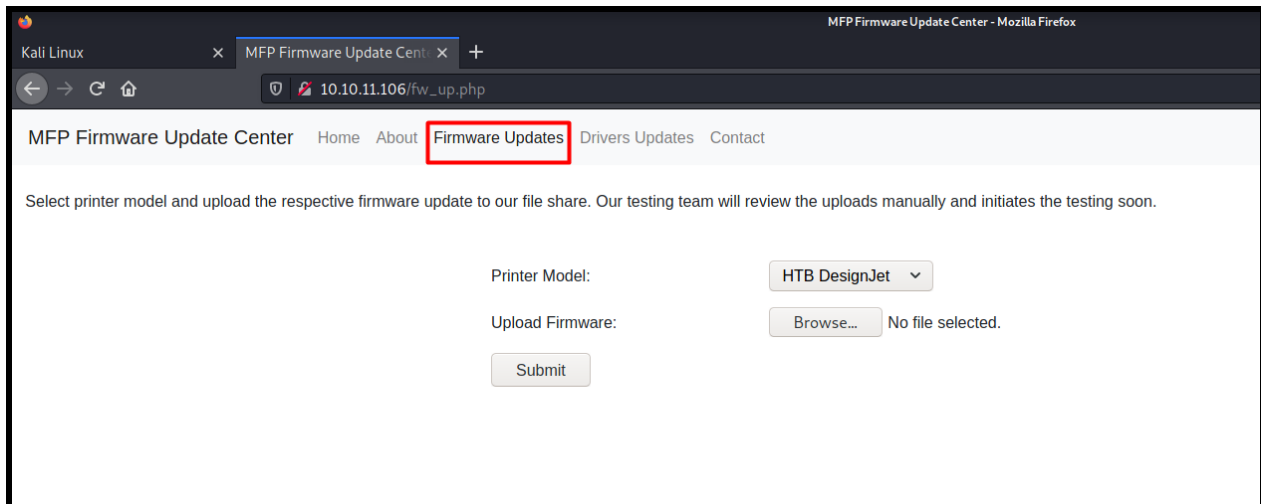 MFP Firmware Update Center - Mozilla Firefox
Kali Linux MFP Firmware Update Cent
10.10.11.106/fw_up.php
MFP Firmware Update Center Home About Firmware Updates Drivers Updates Contact
Select printer model and upload the respective firmware update to our file share. Our testing team will review the uploads manually and initiates the testing soon.
Printer Model: HTB DesignJet
Upload Firmware: Browse... No file selected.
Submit